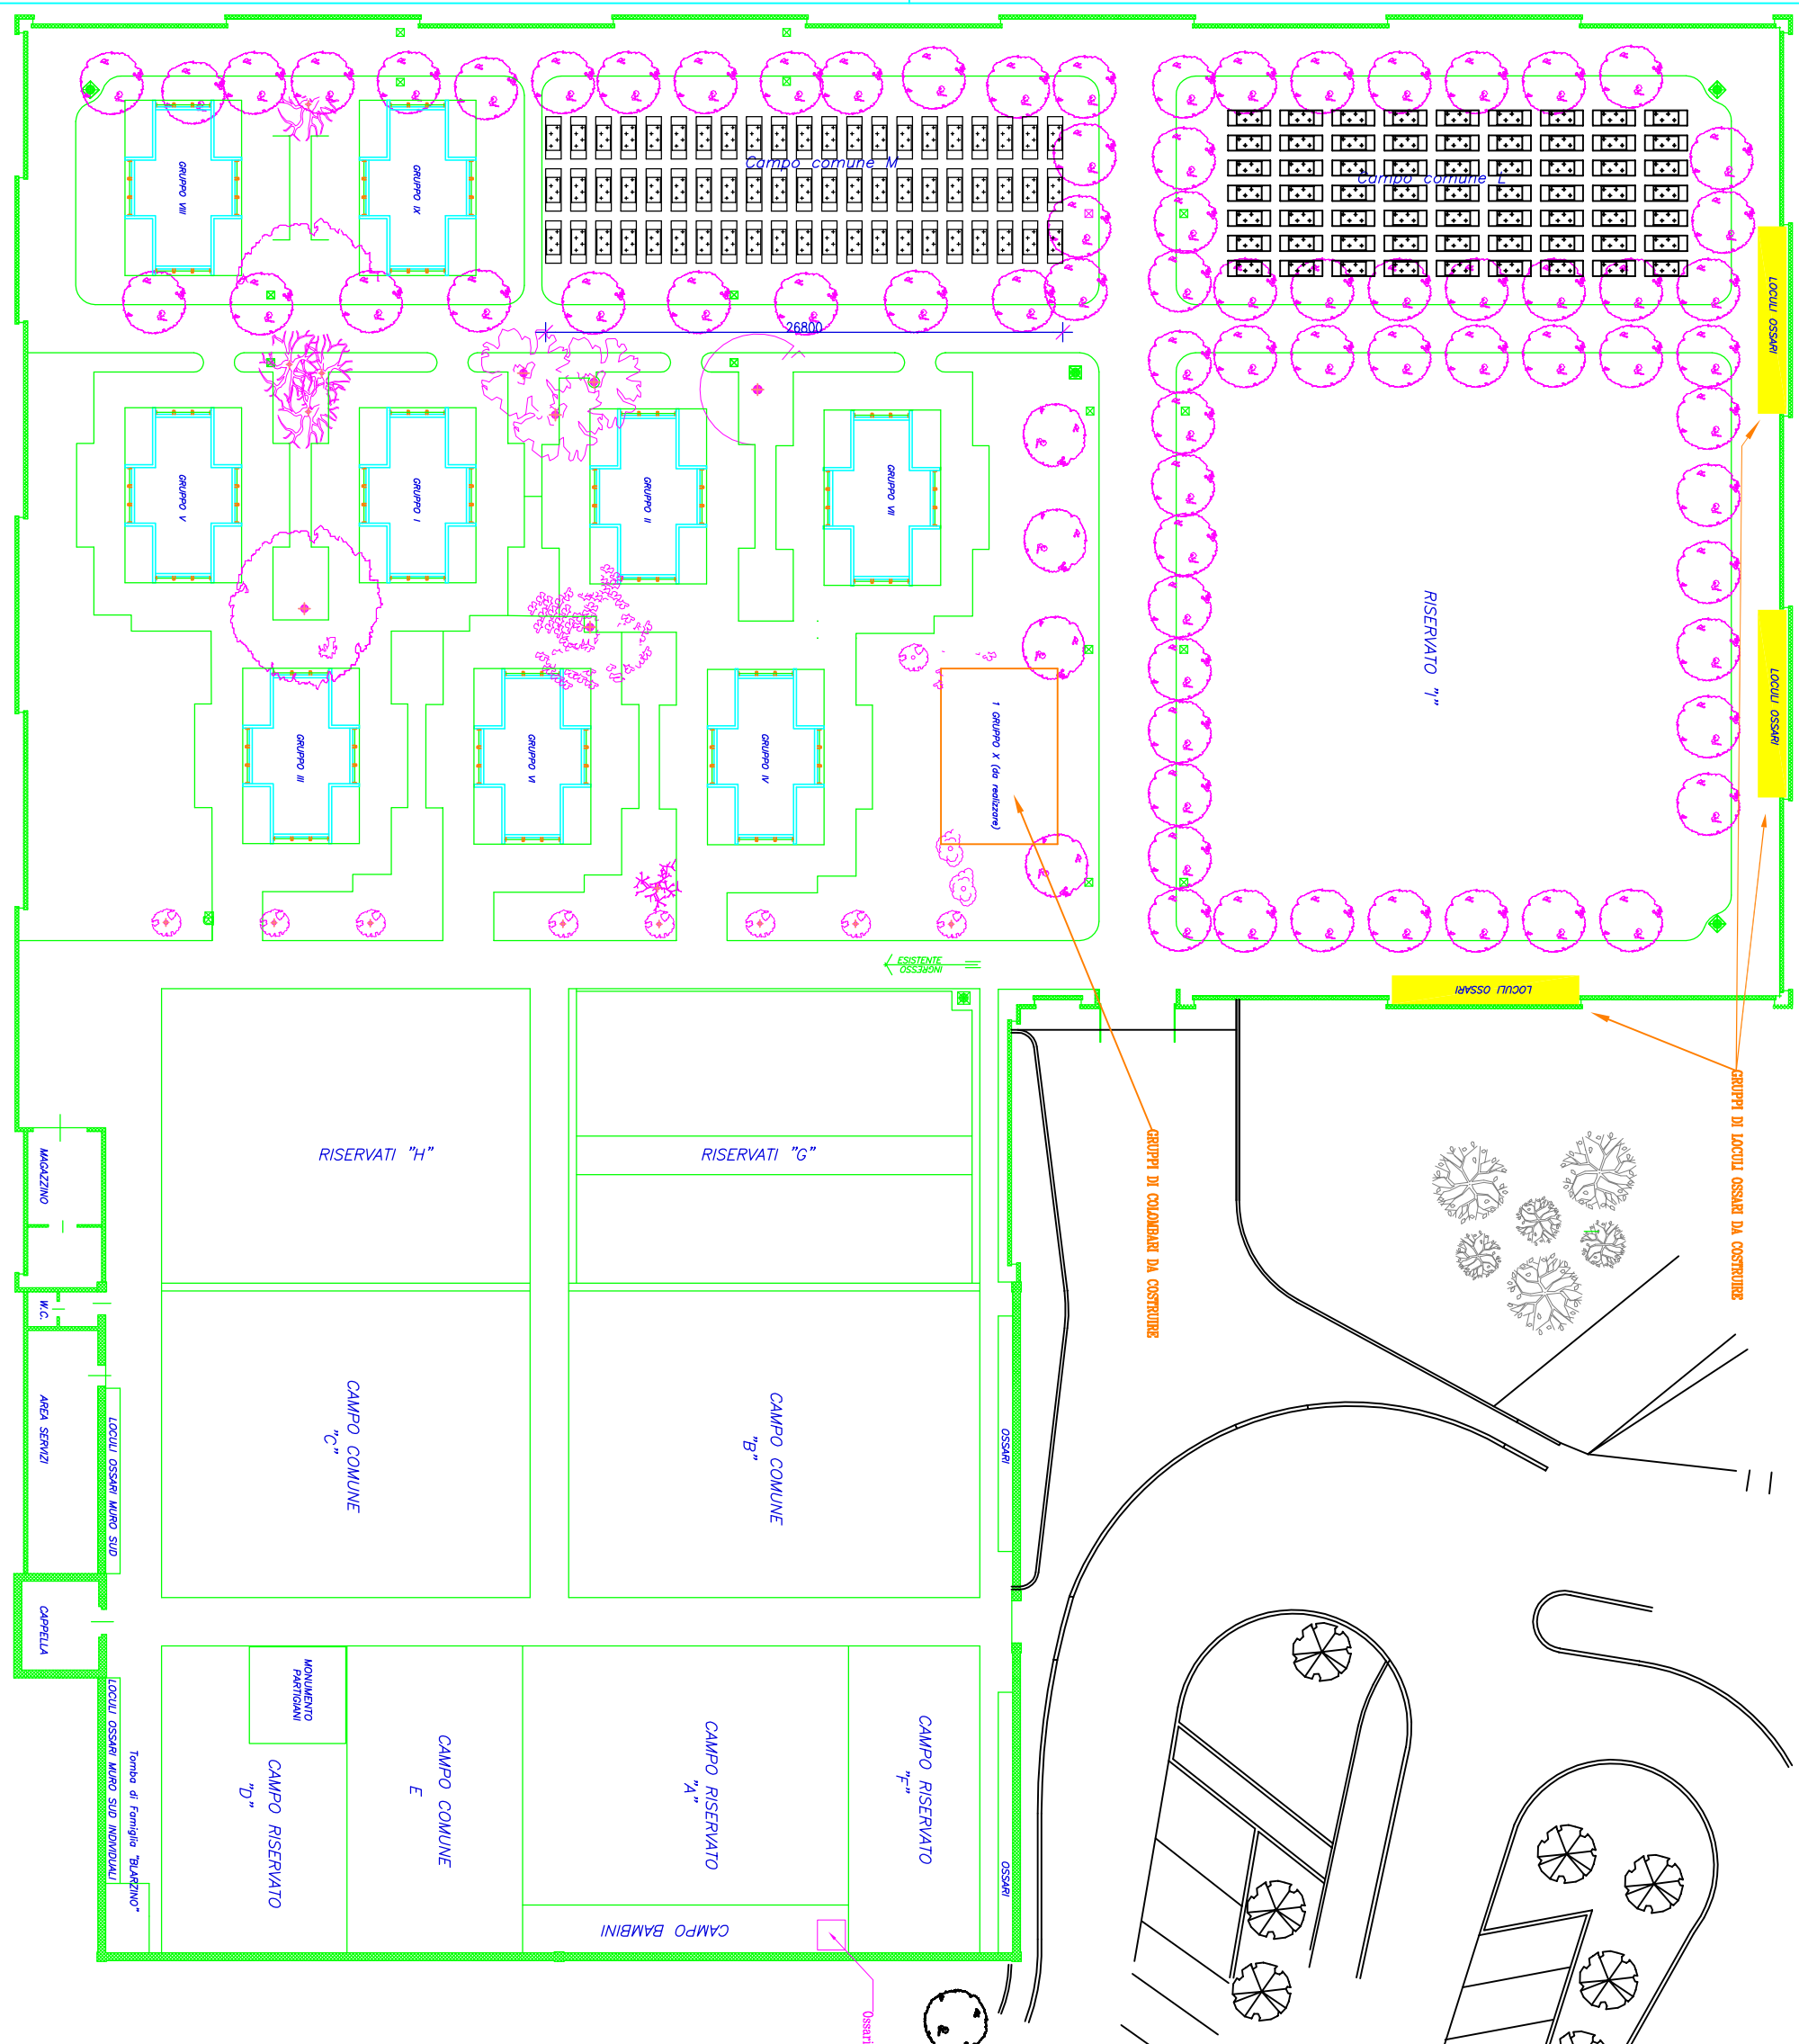 Campo comune M
Campo comune L
GRUPPO VIII
GRUPPO IX
LOCULI OSSARI
26800
GRUPPO V
GRUPPO I
GRUPPO II
GRUPPO VII
RISERVATO "I"
LOCULI OSSARI
GRUPPO III
GRUPPO VI
GRUPPO IV
1 GRUPPO X (da realizzare)
INGRESSO
ESISTENTE
LOCULI OSSARI
GRUPPI DI LOCULI OSSARI DA COSTRUIRE
GRUPPI DI COLOMBARI DA COSTRUIRE
RISERVATI "H"
RISERVATI "G"
MAGAZZINO
W.C.
AREA SERVIZI
LOCULI OSSARI MURO SUD
CAMPO COMUNE
"C"
CAMPO COMUNE
"B"
OSSARI
CAPPELLA
MONUMENTO
PARTIGIANI
LOCULI OSSARI MURO SUD INDIVIDUALI
Tomba di Famiglia "BLARZINO"
CAMPO RISERVATO
"D"
CAMPO COMUNE
E
CAMPO RISERVATO
"A"
CAMPO RISERVATO
"F"
OSSARI
CAMPO BAMBINI
Ossari